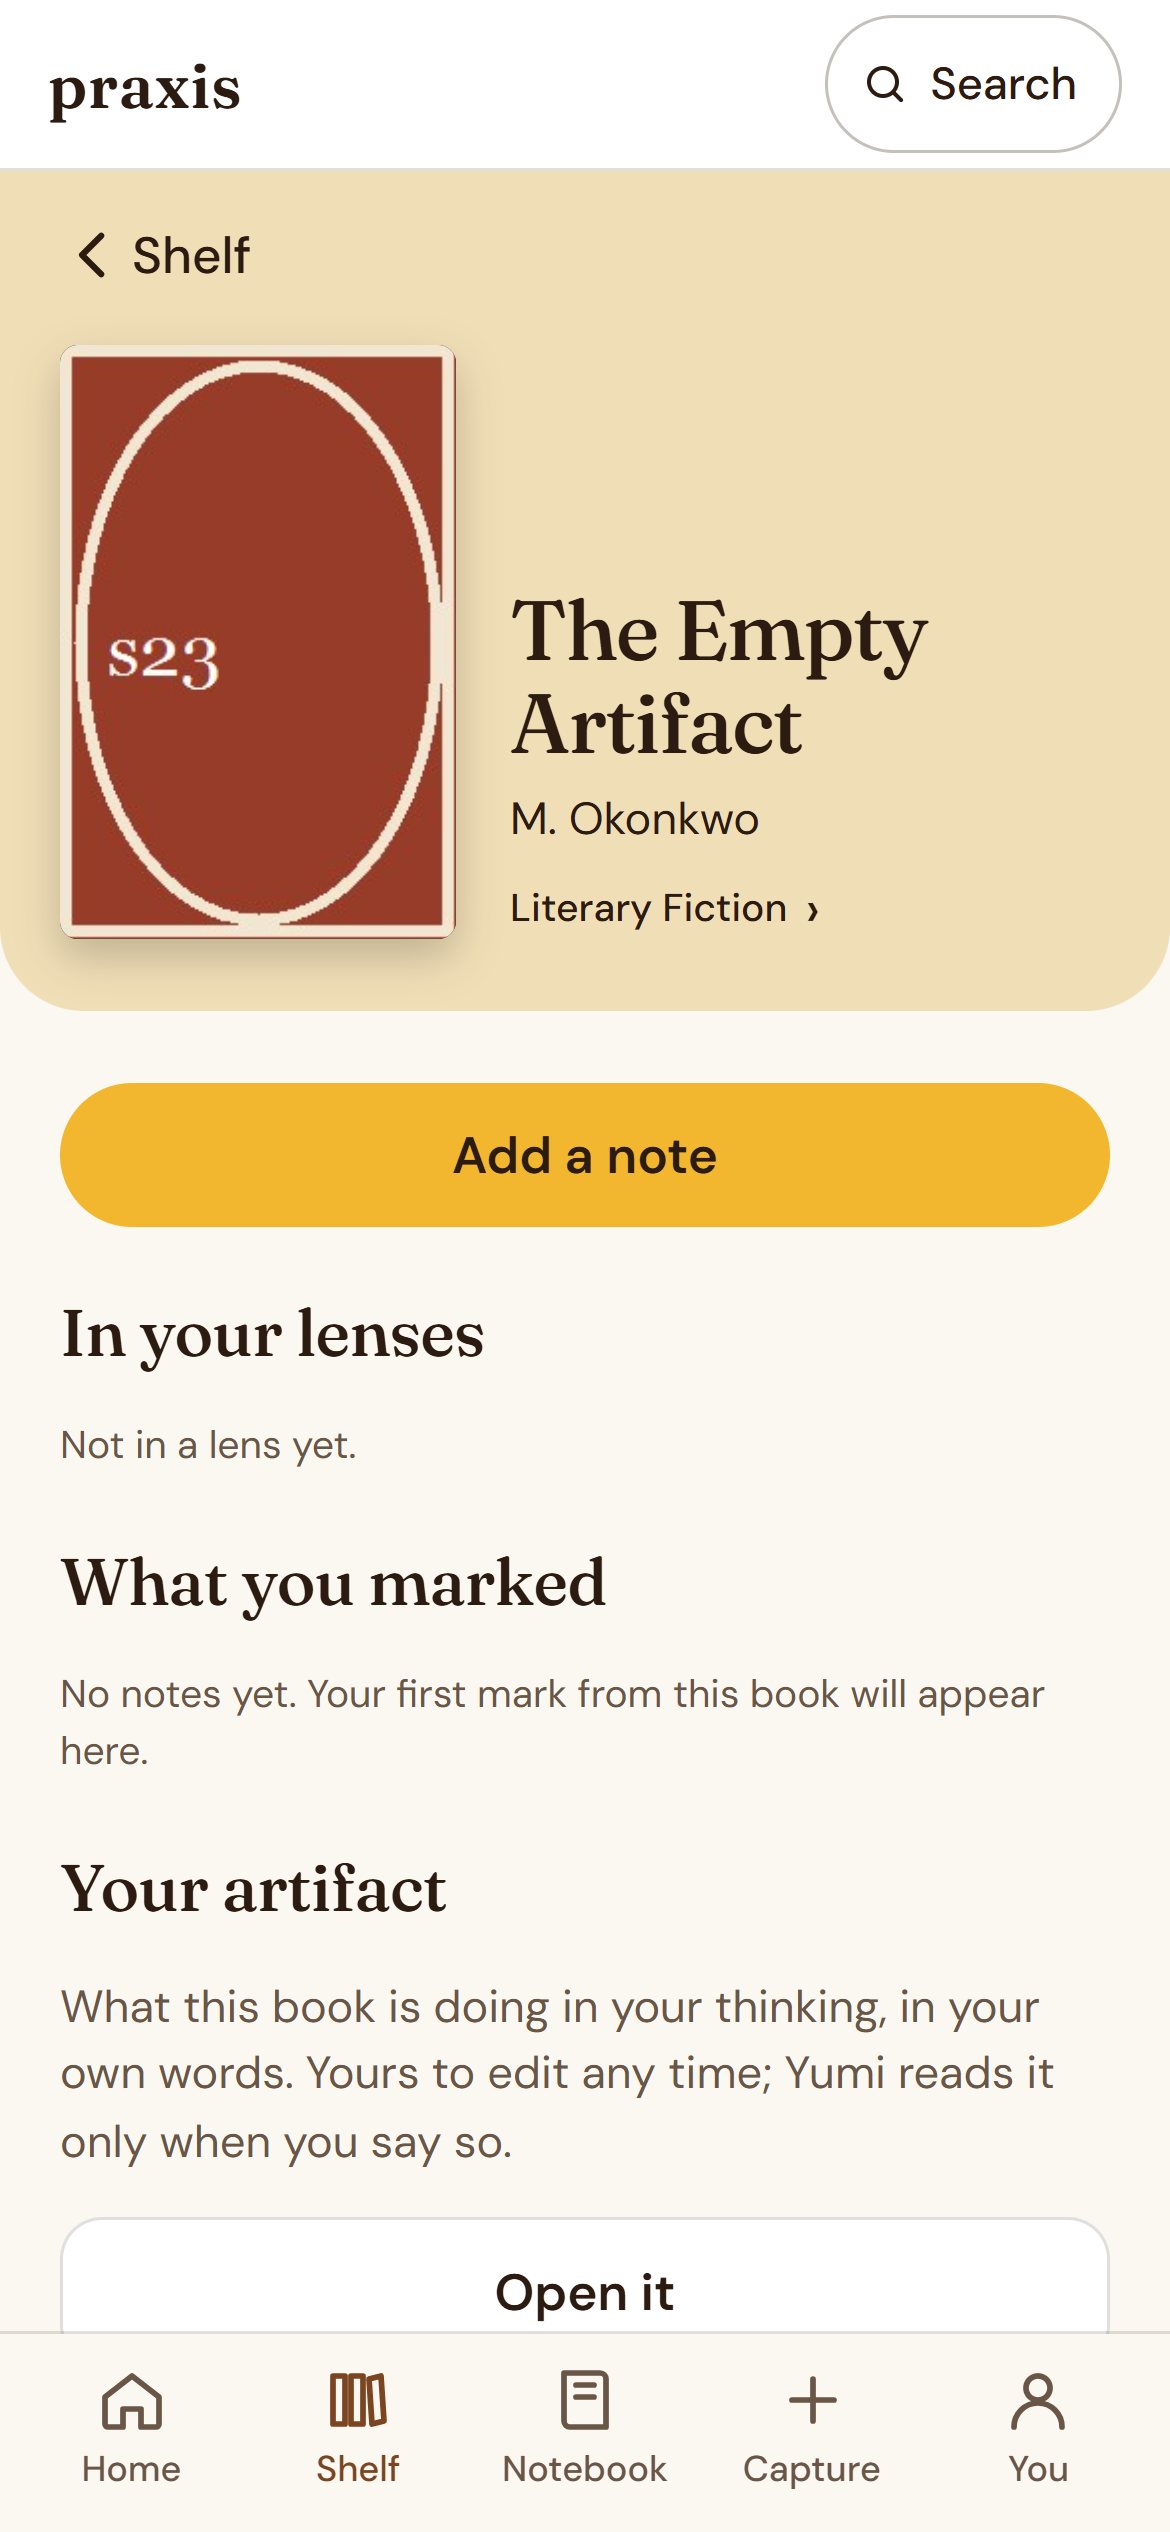 praxis
Search
Shelf
s23
The Empty
Artifact
M. Okonkwo
Literary Fiction ›
Add a note
In your lenses
Not in a lens yet.
What you marked
No notes yet. Your first mark from this book will appear
here.
Your artifact
What this book is doing in your thinking, in your
own words. Yours to edit any time; Yumi reads it
only when you say so.
Open it
Home
Shelf
Notebook
Capture
You